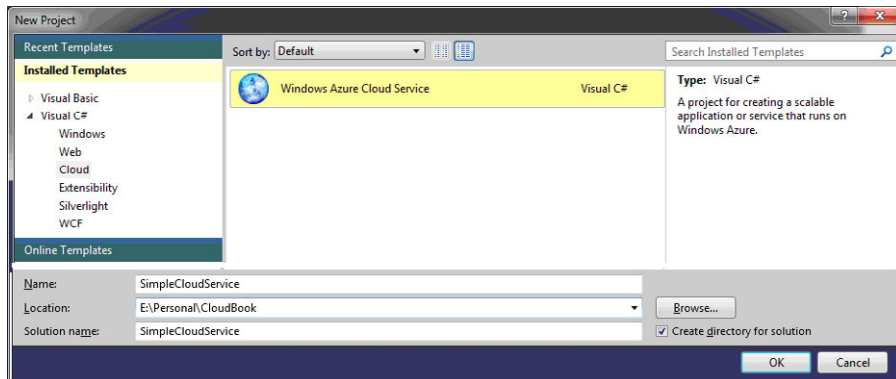 New Project
Recent Templates
Installed Templates
Visual Basic
Visual C#
Windows
Web
Cloud
Extensibility
Silverlight
WCF
Online Templates
Sort by: Default
Windows Azure Cloud Service Visual C#
Search Installed Templates
Type: Visual C#
A project for creating a scalable
application or service that runs on
Windows Azure.
Name: SimpleCloudService
Location: E:\Personal\CloudBook
Browse...
Solution name: SimpleCloudService
Create directory for solution
OK Cancel